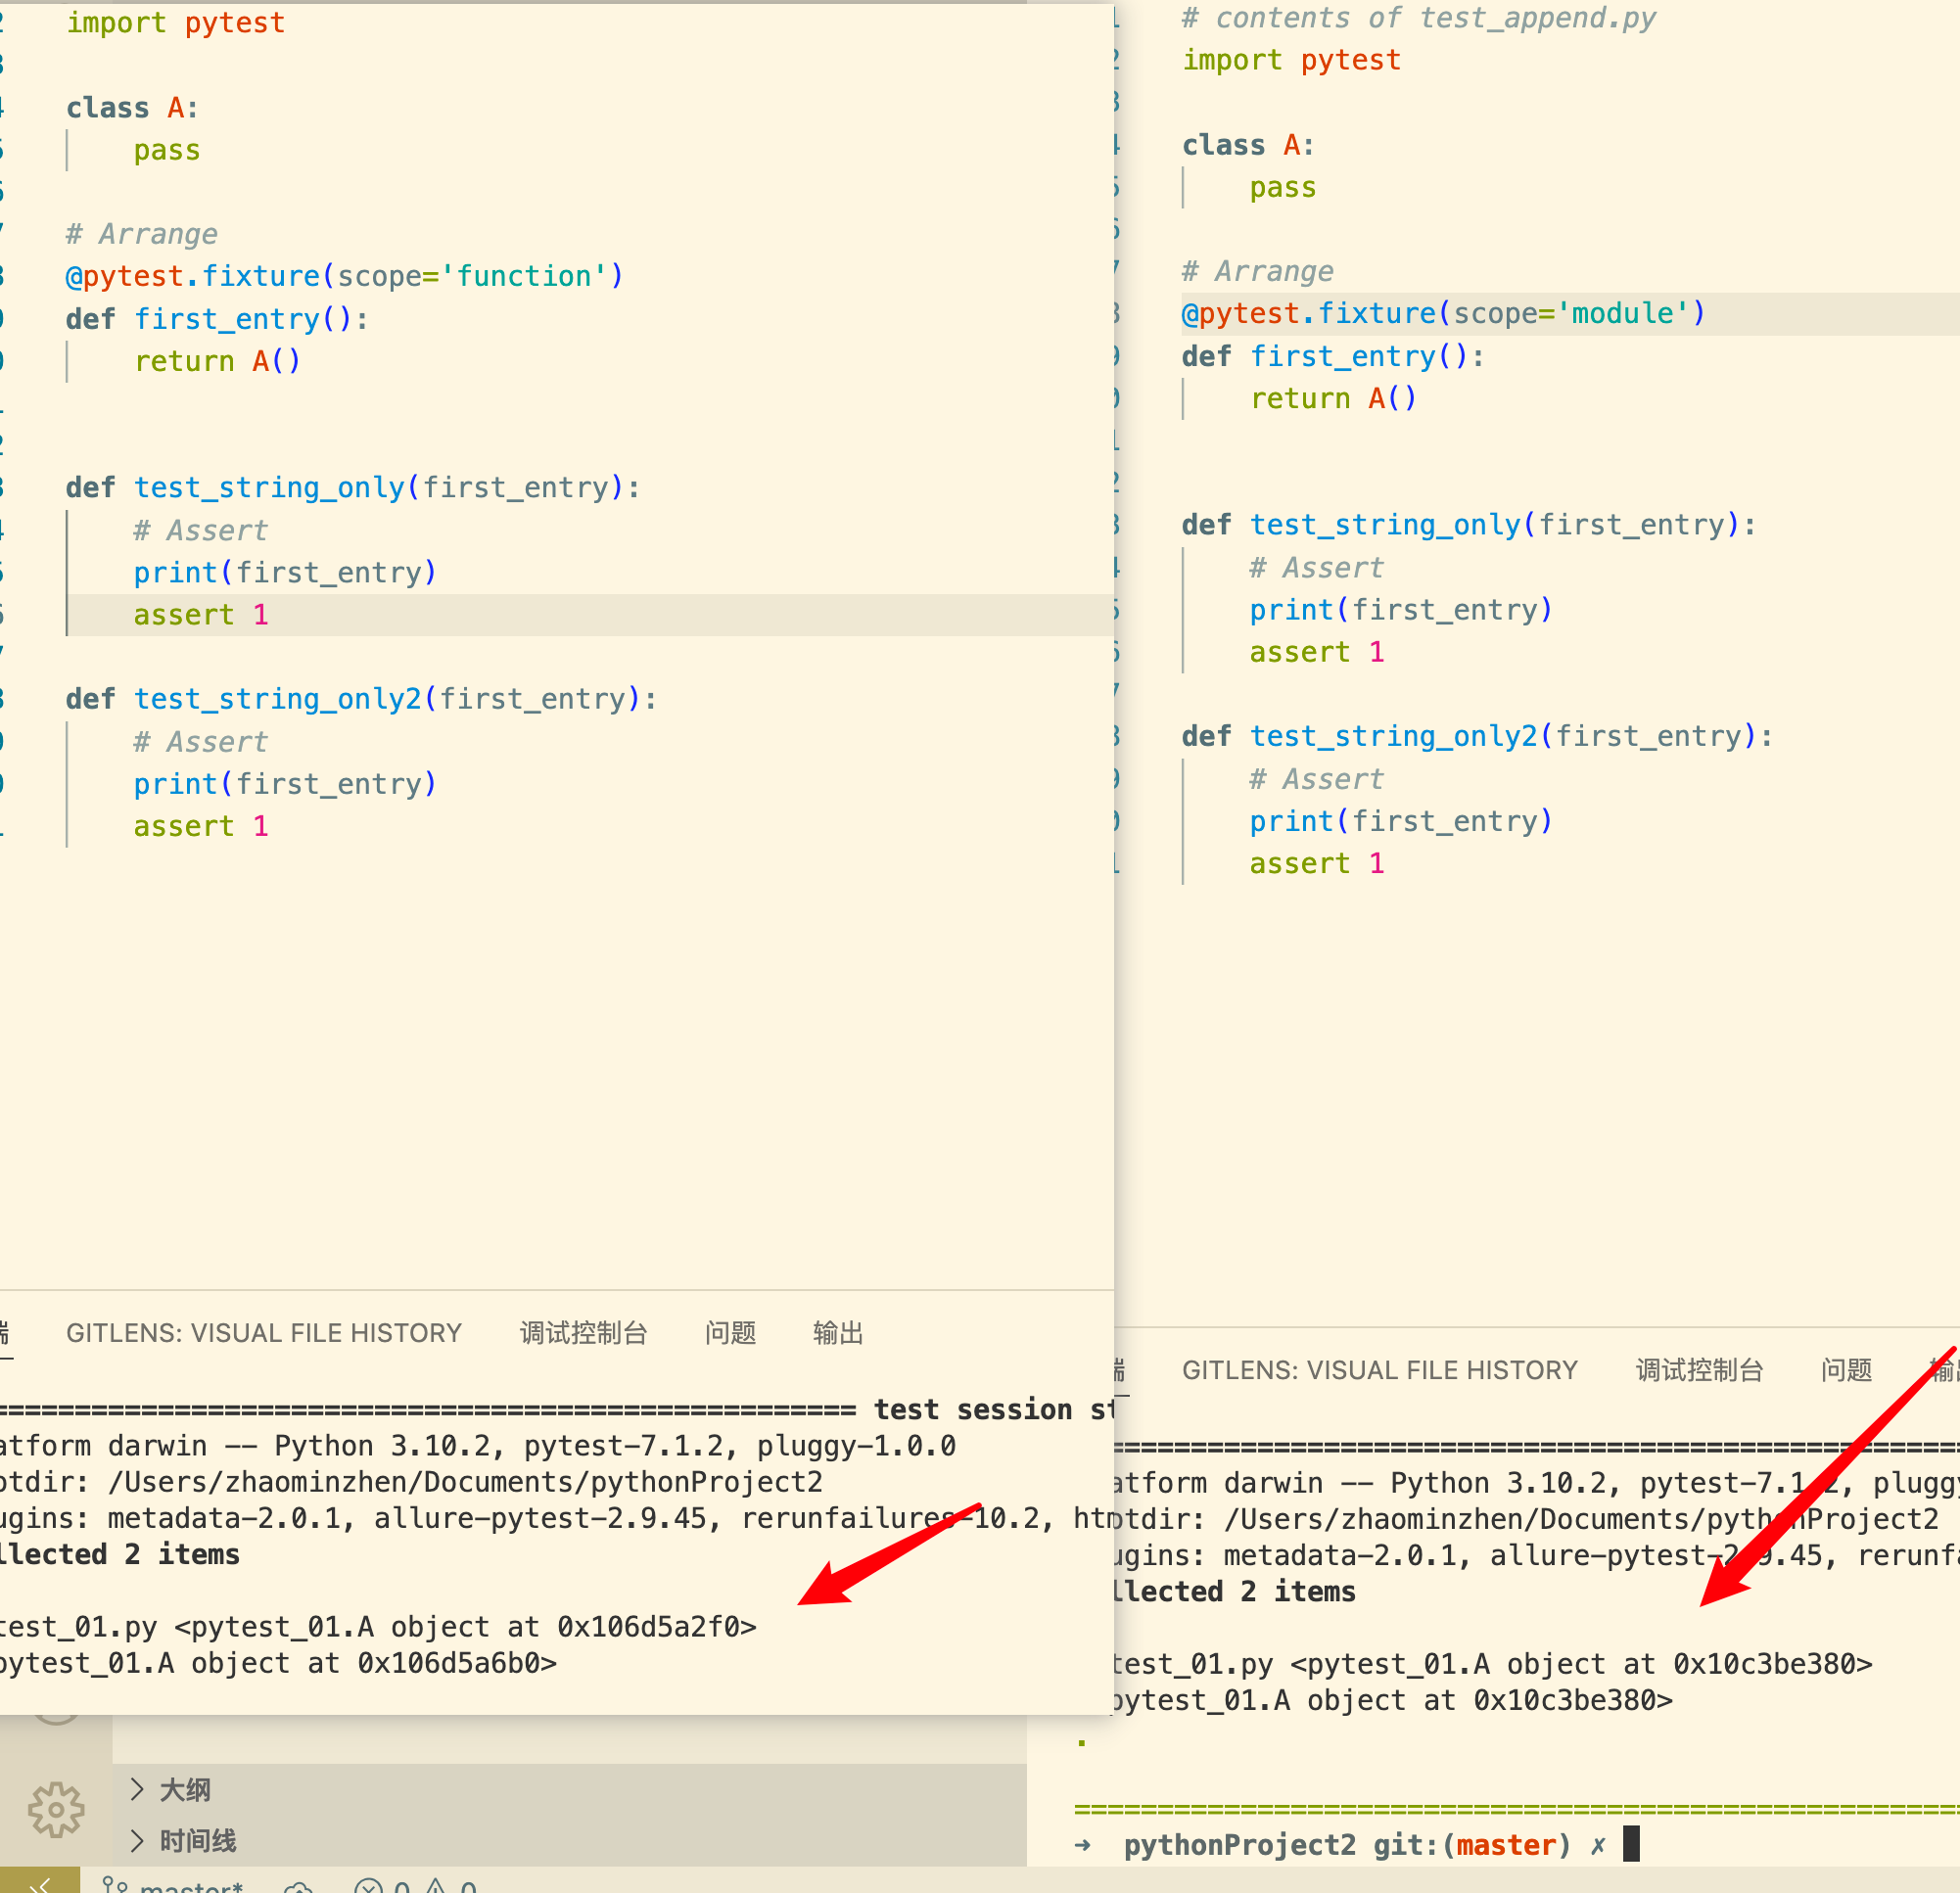 import pytest
class A:
pass
# Arrange
@pytest.fixture(scope='function')
def first_entry():
return A()
def test_string_only(first_entry):
# Assert
print(first_entry)
assert 1
def test_string_only2(first_entry):
# Assert
print(first_entry)
assert 1
GITLENS: VISUAL FILE HISTORY 调试控制台 问题 输出
==================================================== test session st
atform darwin -- Python 3.10.2, pytest-7.1.2, pluggy-1.0.0
otdir: /Users/zhaominzhen/Documents/pythonProject2
ugins: metadata-2.0.1, allure-pytest-2.9.45, rerunfailures-10.2, htm
llected 2 items
test_01.py <pytest_01.A object at 0x106d5a2f0>
pytest_01.A object at 0x106d5a6b0>
大纲
时间线
master* 0 0
# contents of test_append.py
import pytest
class A:
pass
# Arrange
@pytest.fixture(scope='module')
def first_entry():
return A()
def test_string_only(first_entry):
# Assert
print(first_entry)
assert 1
def test_string_only2(first_entry):
# Assert
print(first_entry)
assert 1
GITLENS: VISUAL FILE HISTORY 调试控制台 问题
atform darwin -- Python 3.10.2, pytest-7.1.2, pluggy
otdir: /Users/zhaominzhen/Documents/pythonProject2
ugins: metadata-2.0.1, allure-pytest-2.9.45, rerunfa
llected 2 items
test_01.py <pytest_01.A object at 0x10c3be380>
pytest_01.A object at 0x10c3be380>
.
=====================================================
➜ pythonProject2 git:(master) ✗